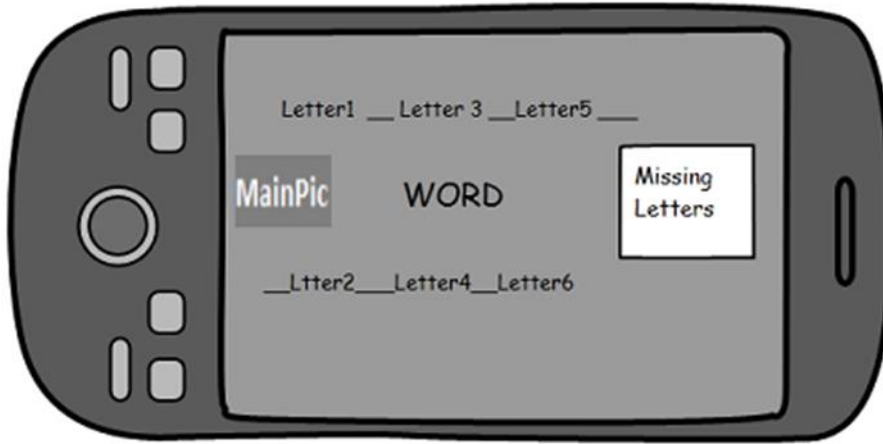 Letter1 __ Letter 3 __Letter5 ___
MainPic
WORD
Missing
Letters
__Ltter2___Letter4__Letter6